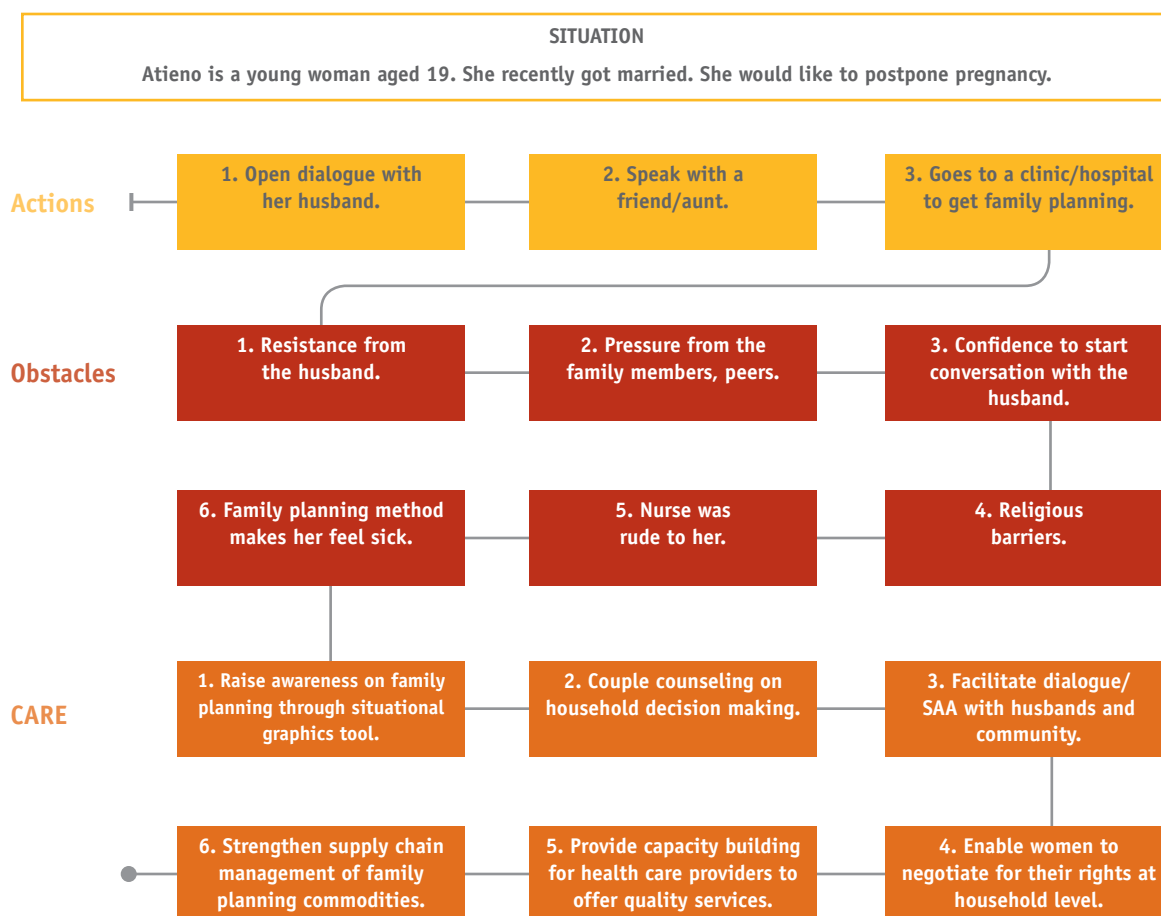 SITUATION
Atieno is a young woman aged 19. She recently got married. She would like to postpone pregnancy.
Actions
1. Open dialogue with
her husband.
2. Speak with a
friend/aunt.
3. Goes to a clinic/hospital
to get family planning.
Obstacles
1. Resistance from
the husband.
2. Pressure from the
family members, peers.
3. Confidence to start
conversation with the
husband.
6. Family planning method
makes her feel sick.
5. Nurse was
rude to her.
4. Religious
barriers.
CARE
1. Raise awareness on family
planning through situational
graphics tool.
2. Couple counseling on
household decision making.
3. Facilitate dialogue/
SAA with husbands and
community.
6. Strengthen supply chain
management of family
planning commodities.
5. Provide capacity building
for health care providers to
offer quality services.
4. Enable women to
negotiate for their rights at
household level.